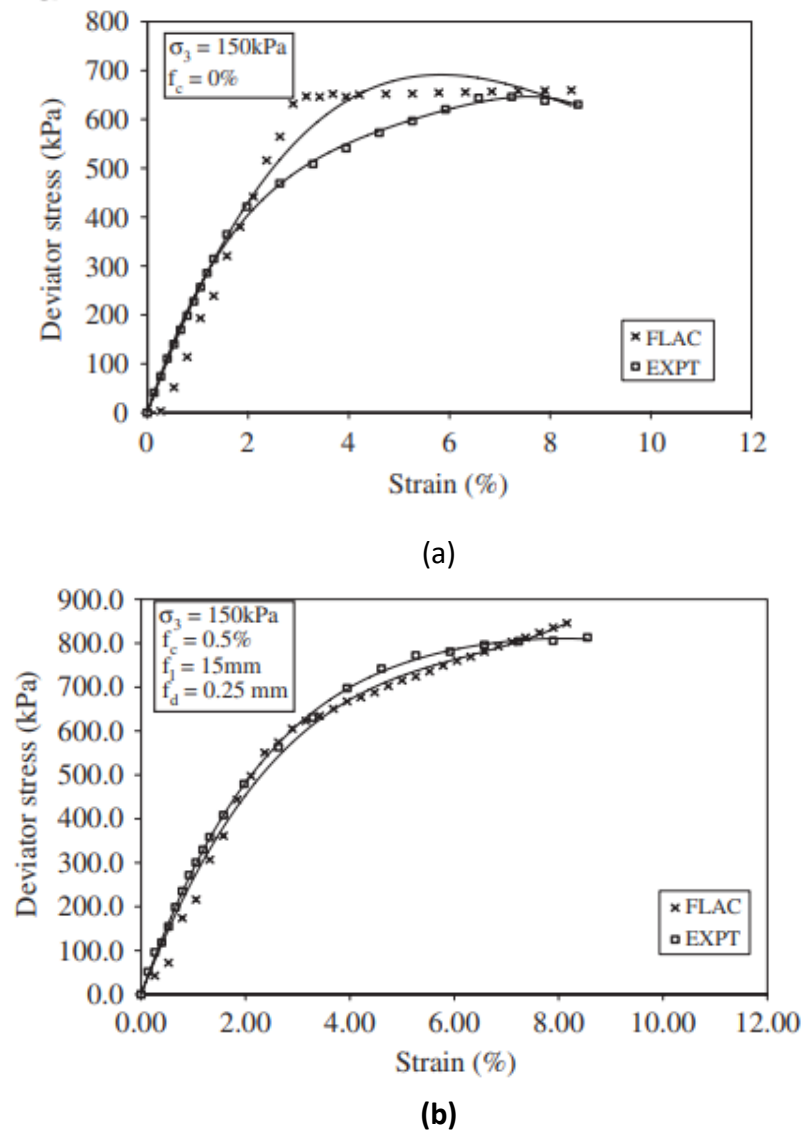 800
700
600
500
400
300
200
100
0
Deviator stress (kPa)
σ3 = 150kPa
fc = 0%
× FLAC
EXPT
0 2 4 6 8 10 12
Strain (%)
(a)
900.0
800.0
700.0
600.0
500.0
400.0
300.0
200.0
100.0
0.0
Deviator stress (kPa)
σ3 = 150kPa
fc = 0.5%
fl = 15mm
fd = 0.25 mm
× FLAC
EXPT
0.00 2.00 4.00 6.00 8.00 10.00 12.00
Strain (%)
(b)